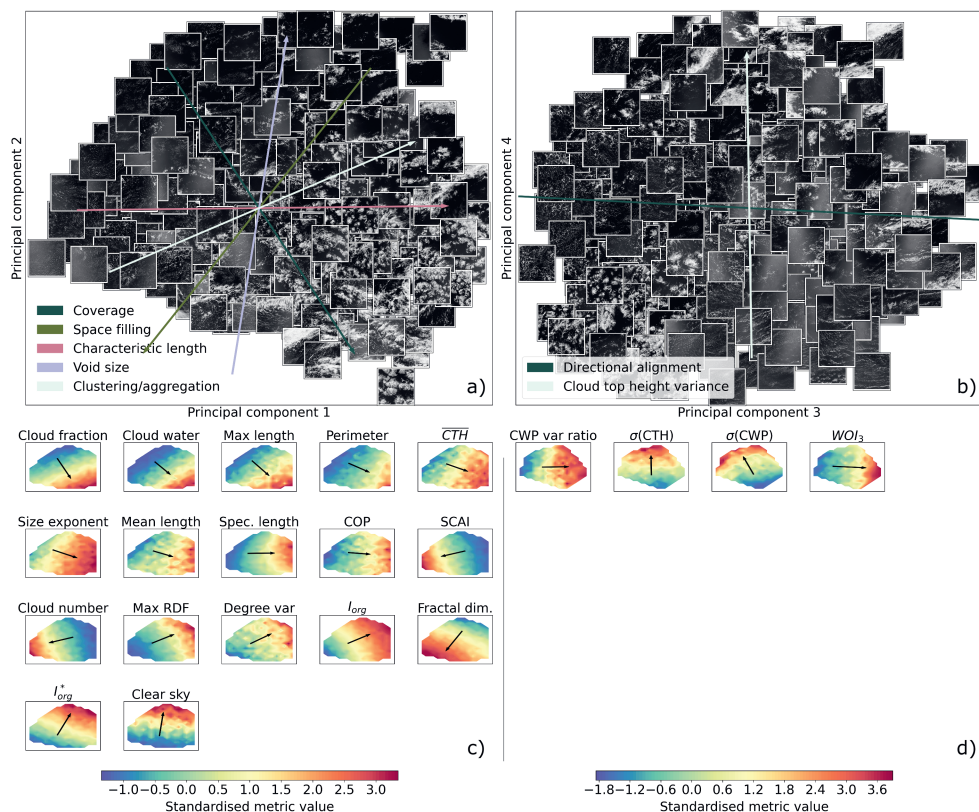 Principal component 2
Coverage
Space filling
Characteristic length
Void size
Clustering/aggregation
a)
Principal component 1
Principal component 4
Directional alignment
Cloud top height variance
b)
Principal component 3
Cloud fraction Cloud water Max length Perimeter CTH
Size exponent Mean length Spec. length COP SCAI
Cloud number Max RDF Degree var I_org Fractal dim.
I*_org Clear sky
c)
−1.0 −0.5 0.0 0.5 1.0 1.5 2.0 2.5 3.0
Standardised metric value
CWP var ratio σ(CTH) σ(CWP) WOI₃
d)
−1.8 −1.2 −0.6 0.0 0.6 1.2 1.8 2.4 3.0 3.6
Standardised metric value